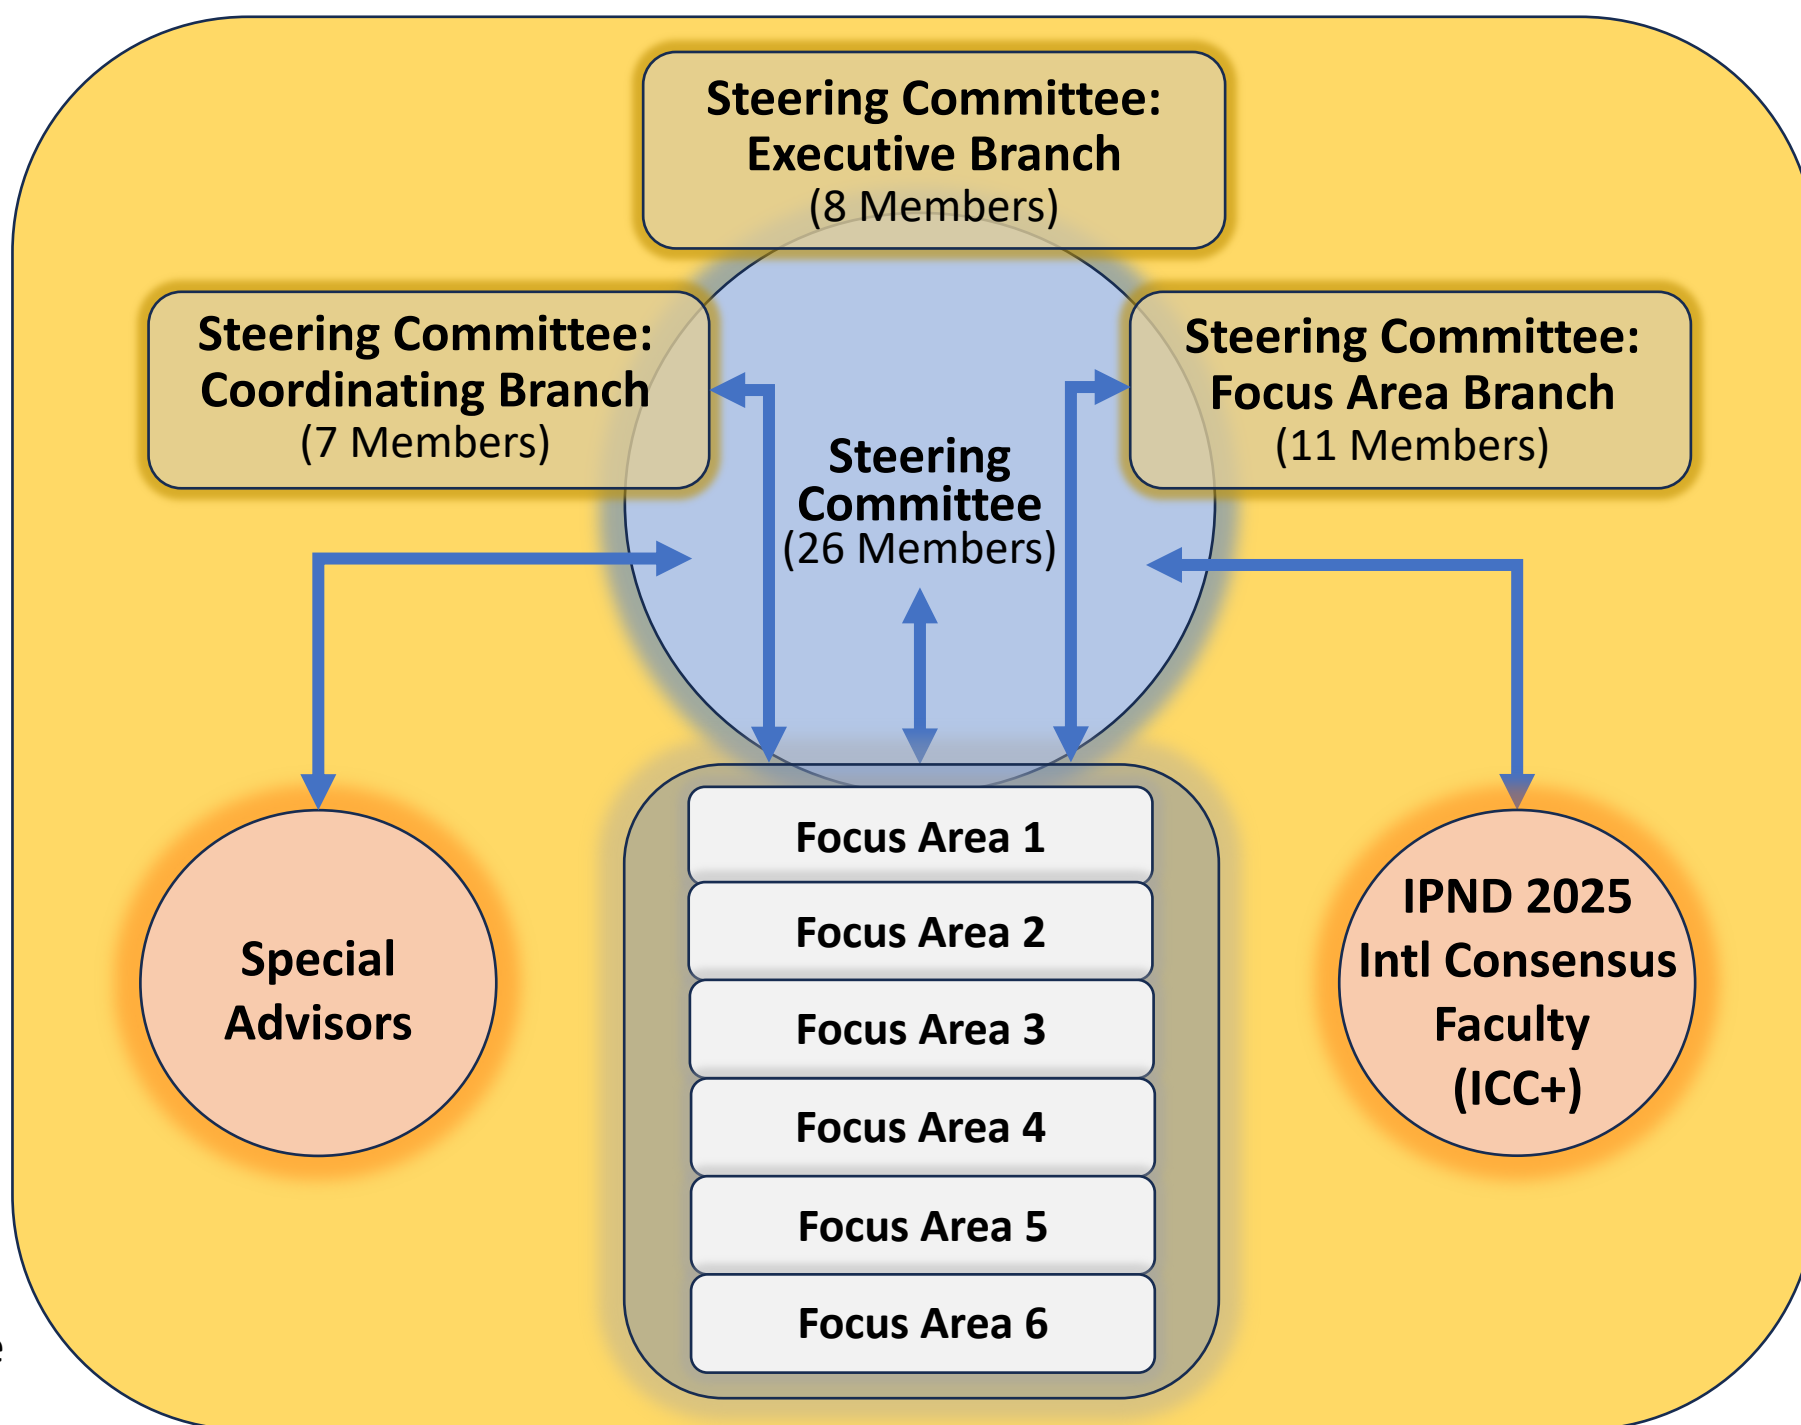 Steering Committee:
Executive Branch
(8 Members)
Steering Committee:
Coordinating Branch
(7 Members)
Steering Committee:
Focus Area Branch
(11 Members)
Steering
Committee
(26 Members)
Special
Advisors
Focus Area 1
Focus Area 2
Focus Area 3
Focus Area 4
Focus Area 5
Focus Area 6
IPND 2025
Intl Consensus
Faculty
(ICC+)